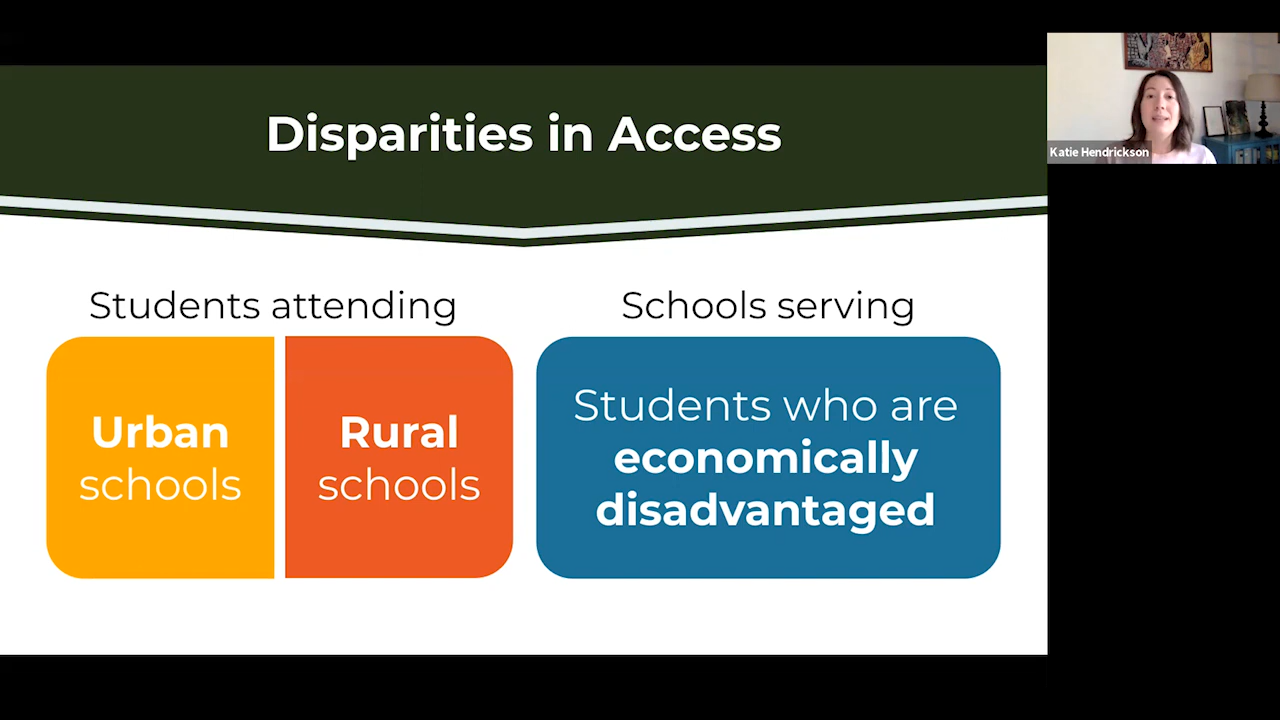 Disparities in Access
Katie Hendrickson
Students attending
Urban
schools
Rural
schools
Schools serving
Students who are
economically
disadvantaged